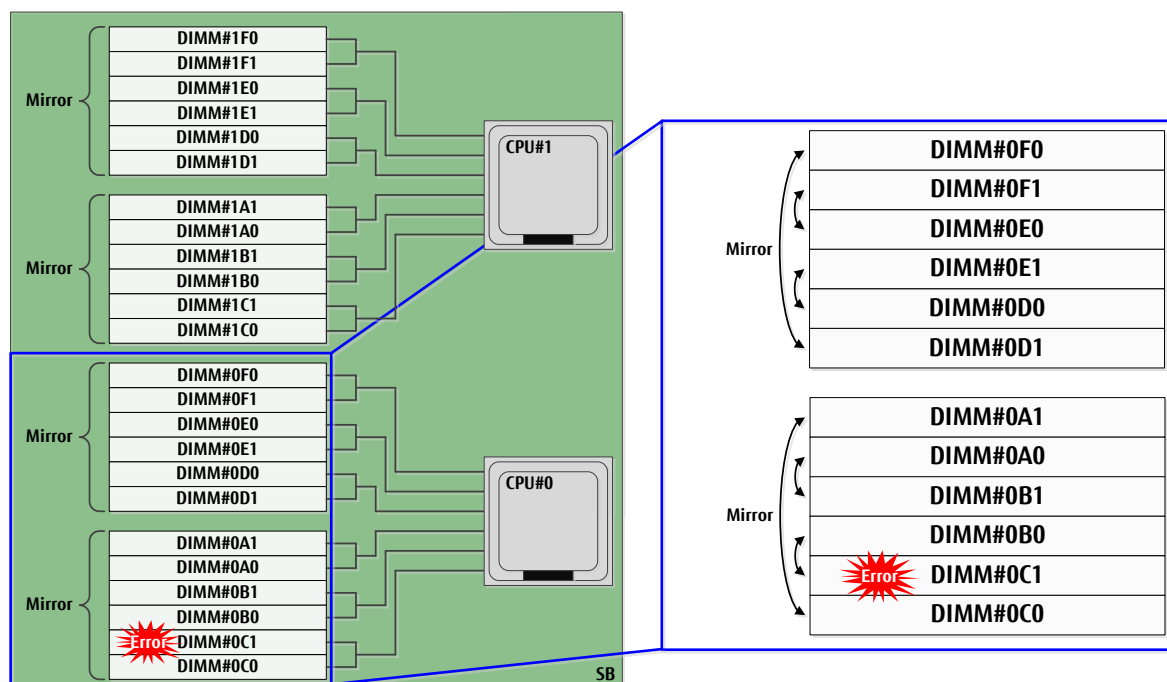 DIMM#1F0
DIMM#1F1
DIMM#1E0
Mirror
DIMM#1E1
DIMM#1D0
DIMM#1D1
CPU#1
DIMM#1A1
DIMM#1A0
DIMM#1B1
Mirror
DIMM#1B0
DIMM#1C1
DIMM#1C0
DIMM#0F0
DIMM#0F1
DIMM#0E0
Mirror
DIMM#0E1
DIMM#0D0
DIMM#0D1
CPU#0
DIMM#0A1
DIMM#0A0
DIMM#0B1
Mirror
DIMM#0B0
Error
DIMM#0C1
DIMM#0C0
SB
DIMM#0F0
DIMM#0F1
DIMM#0E0
Mirror
DIMM#0E1
DIMM#0D0
DIMM#0D1
DIMM#0A1
DIMM#0A0
DIMM#0B1
Mirror
DIMM#0B0
Error
DIMM#0C1
DIMM#0C0